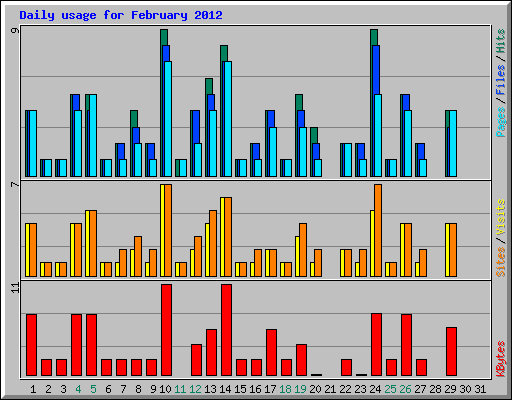 Daily usage for February 2012
9
Pages / Files / Hits
7
Sites / Visits
11
KBytes
1 2 3 4 5 6 7 8 9 10 11 12 13 14 15 16 17 18 19 20 21 22 23 24 25 26 27 28 29 30 31